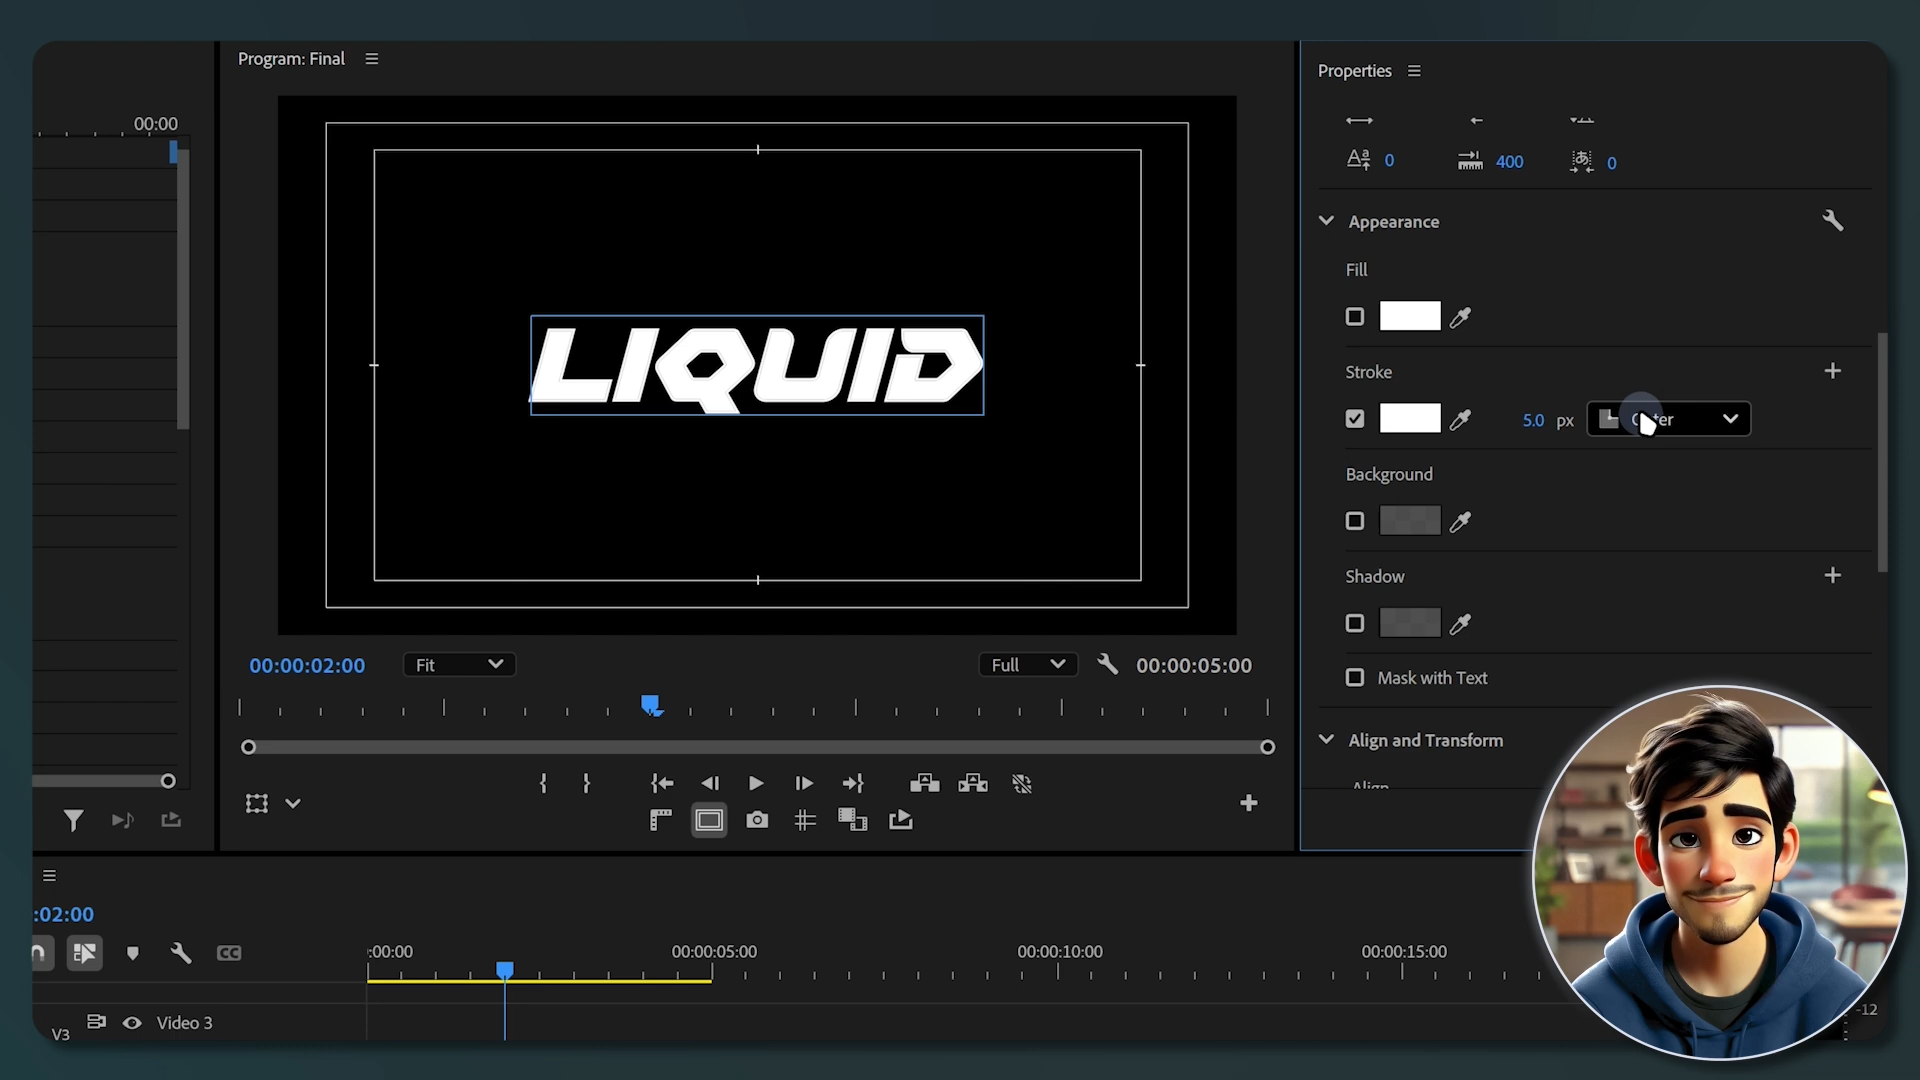 Program: Final
Properties
00:00
0
400
0
Appearance
Fill
LIQUID
Stroke
5.0 px
Background
Shadow
00:00:02:00
Fit
Full
00:00:05:00
Mask with Text
Align and Transform
Align
:02:00
CC
:00:00
00:00:05:00
00:00:10:00
00:00:15:00
V3
Video 3
-12